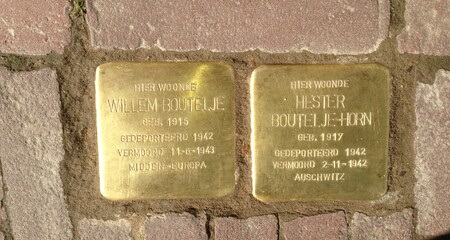 HIER WOONDE
WILLEM BOUTELJE
GEB. 1915
GEDEPORTEERD 1942
VERMOORD 11-6-1943
MIDDEN-EUROPA
HIER WOONDE
HESTER
BOUTELJE-HORN
GEB. 1917
GEDEPORTEERD 1942
VERMOORD 2-11-1942
AUSCHWITZ